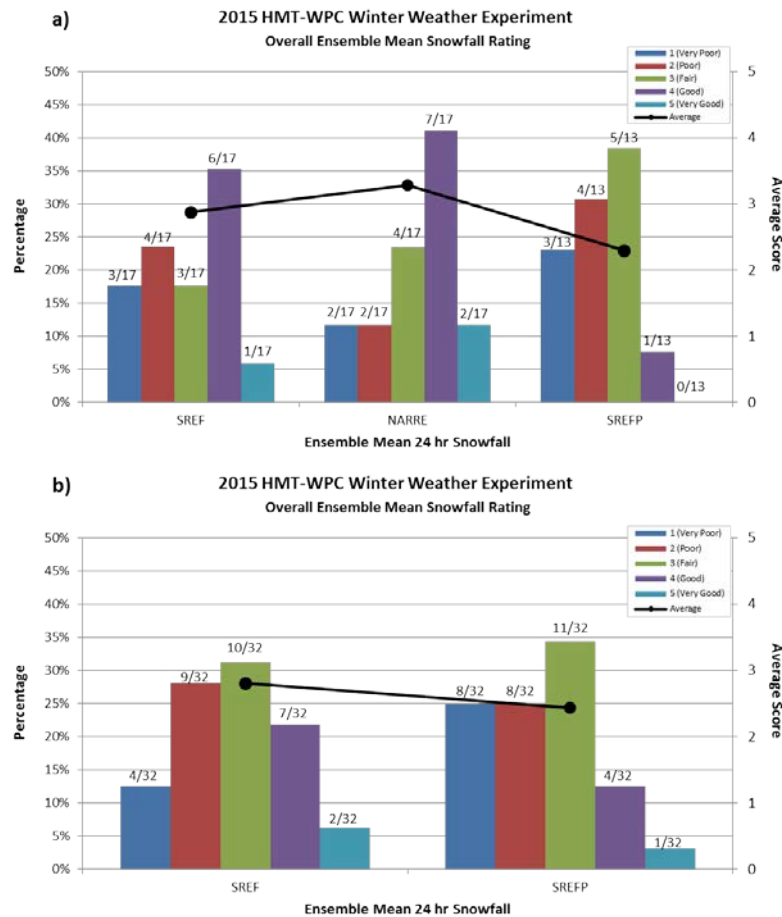 a)
2015 HMT-WPC Winter Weather Experiment
Overall Ensemble Mean Snowfall Rating
1 (Very Poor)
2 (Poor)
3 (Fair)
4 (Good)
5 (Very Good)
Average
Percentage
50%
45%
40%
35%
30%
25%
20%
15%
10%
5%
0%
3/17
4/17
3/17
6/17
1/17
2/17
2/17
4/17
7/17
2/17
3/13
4/13
5/13
1/13
0/13
5
4
3
2
1
0
Average Score
SREF
NARRE
SREFP
Ensemble Mean 24 hr Snowfall
b)
2015 HMT-WPC Winter Weather Experiment
Overall Ensemble Mean Snowfall Rating
1 (Very Poor)
2 (Poor)
3 (Fair)
4 (Good)
5 (Very Good)
Average
Percentage
50%
45%
40%
35%
30%
25%
20%
15%
10%
5%
0%
4/32
9/32
10/32
7/32
2/32
8/32
8/32
11/32
4/32
1/32
5
4
3
2
1
0
Average Score
SREF
SREFP
Ensemble Mean 24 hr Snowfall